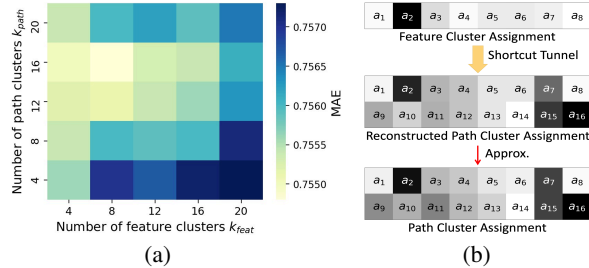 Number of path clusters k_path
20
16
12
8
4
4
8
12
16
20
Number of feature clusters k_feat
0.7570
0.7565
0.7560
0.7555
0.7550
MAE
(a)
a1 a2 a3 a4 a5 a6 a7 a8
Feature Cluster Assignment
Shortcut Tunnel
a1 a2 a3 a4 a5 a6 a7 a8
a9 a10 a11 a12 a13 a14 a15 a16
Reconstructed Path Cluster Assignment
Approx.
a1 a2 a3 a4 a5 a6 a7 a8
a9 a10 a11 a12 a13 a14 a15 a16
Path Cluster Assignment
(b)